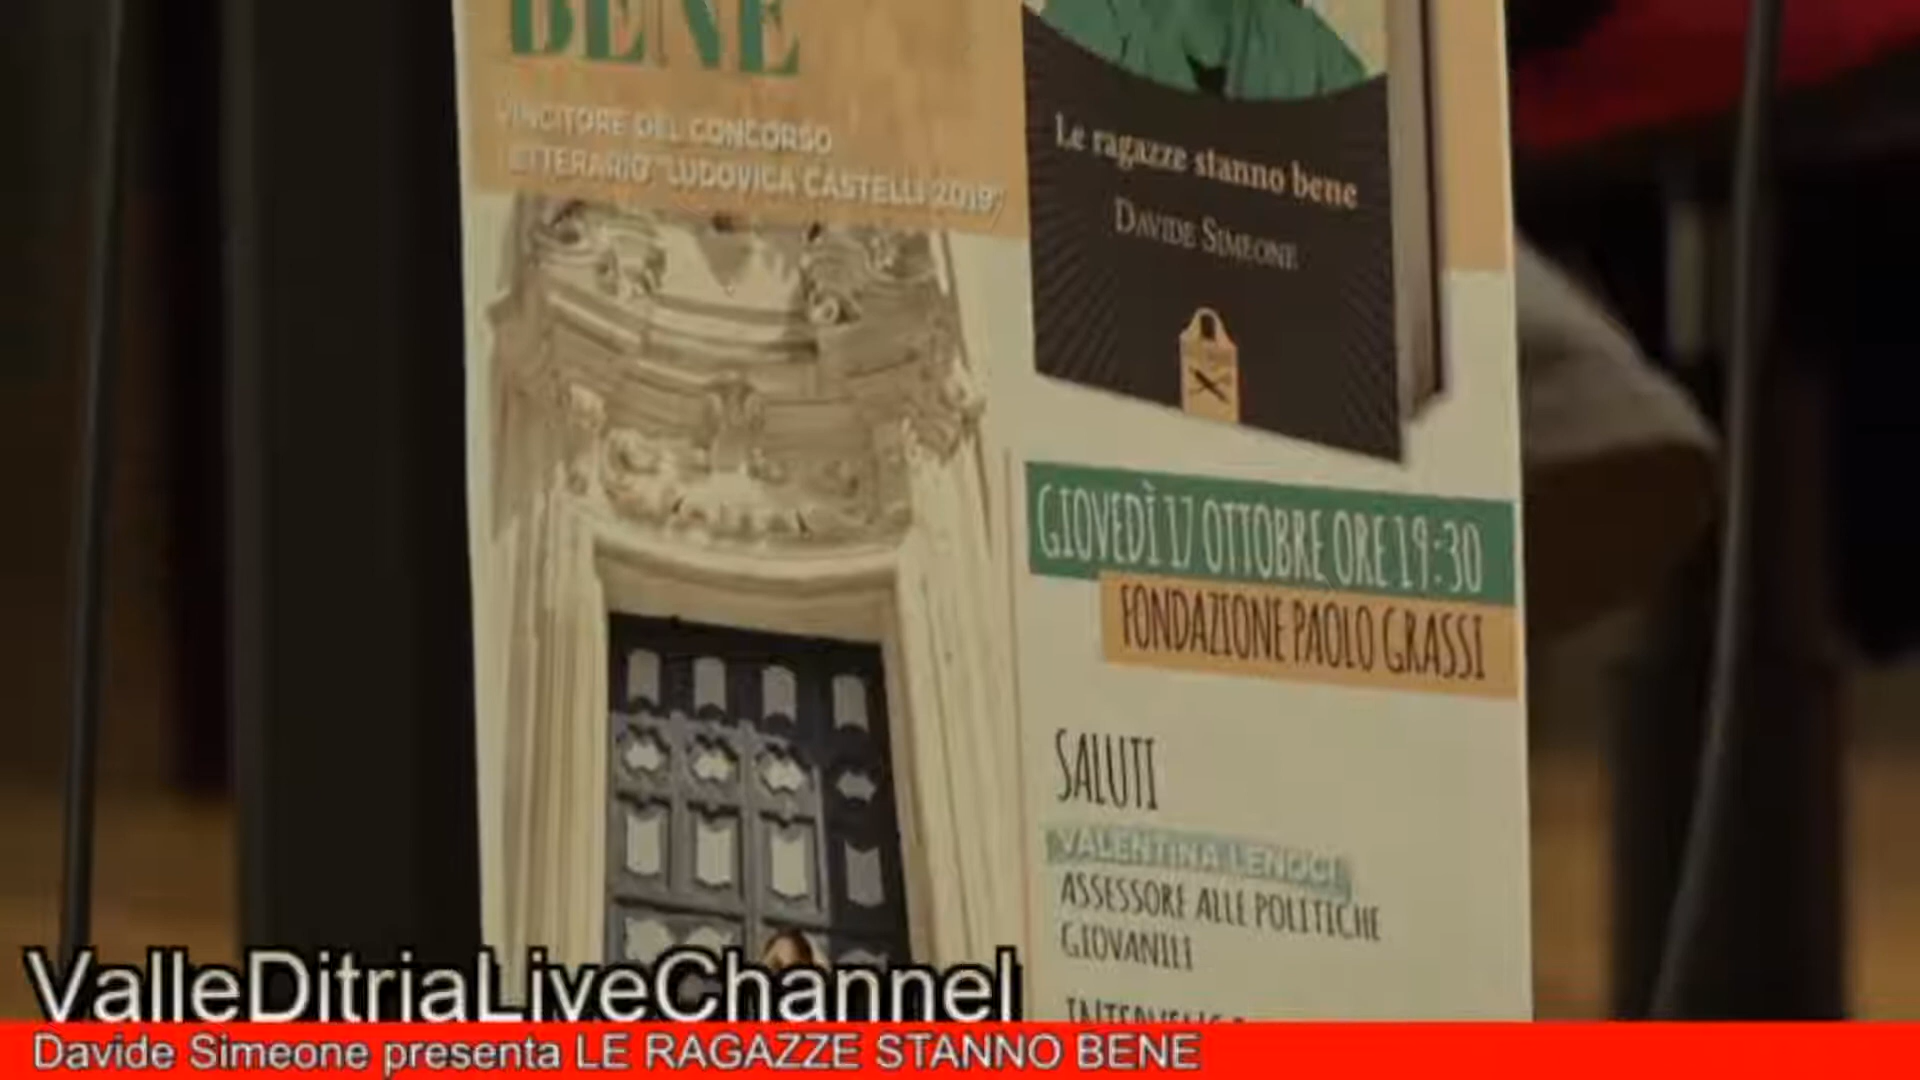 BENE
VINCITORE DEL CONCORSO
LETTERARIO "LUDOVICA CASTELLI 2019"
Le ragazze stanno bene
DAVIDE SIMEONE
GIOVEDÌ 17 OTTOBRE ORE 19:30
FONDAZIONE PAOLO GRASSI
SALUTI
VALENTINA LENOCI
ASSESSORE ALLE POLITICHE
GIOVANILI
ValleDitriaLiveChannel
Davide Simeone presenta LE RAGAZZE STANNO BENE